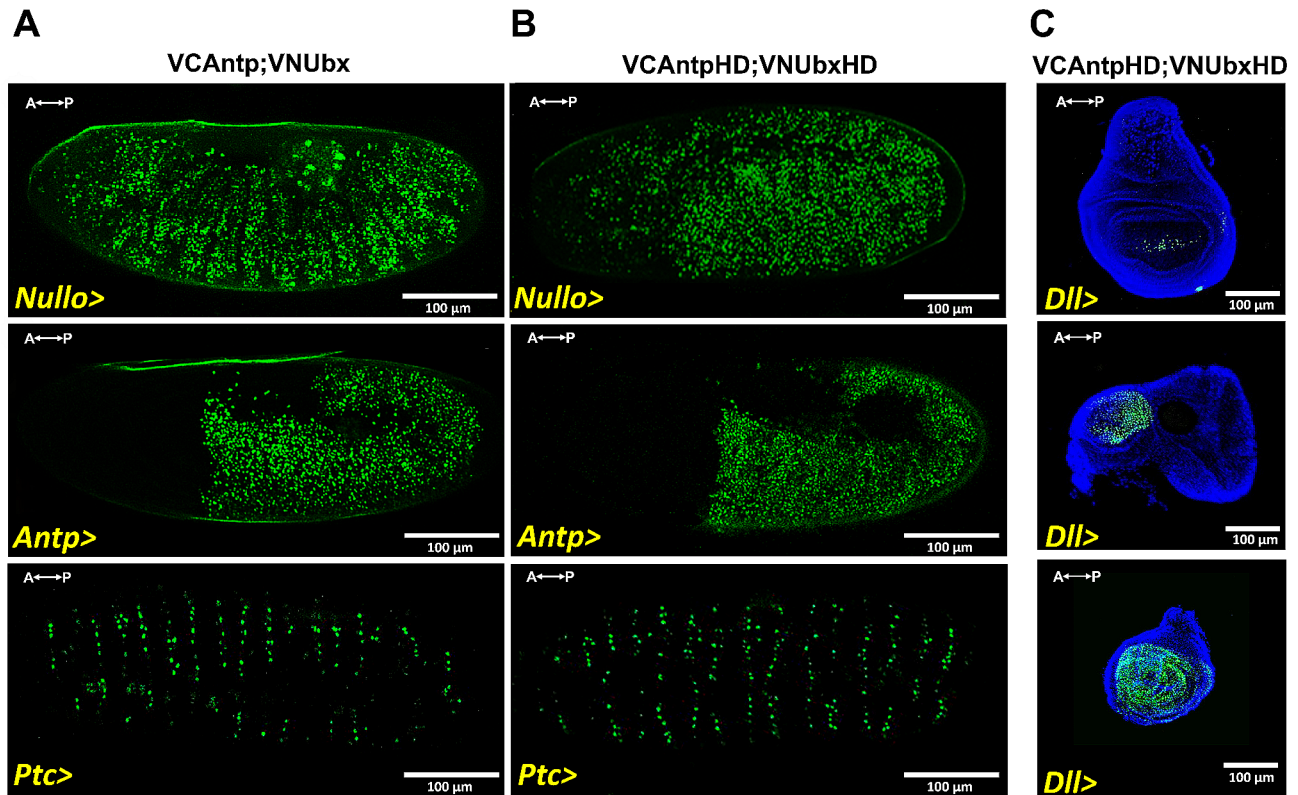 A
B
C
VCAntp;VNUbx
VCAntpHD;VNUbxHD
VCAntpHD;VNUbxHD
A↔P
Nullo>
100 µm
A↔P
Nullo>
100 µm
A↔P
Dll>
100 µm
A↔P
Antp>
100 µm
A↔P
Antp>
100 µm
A↔P
Dll>
100 µm
A↔P
Ptc>
100 µm
A↔P
Ptc>
100 µm
A↔P
Dll>
100 µm